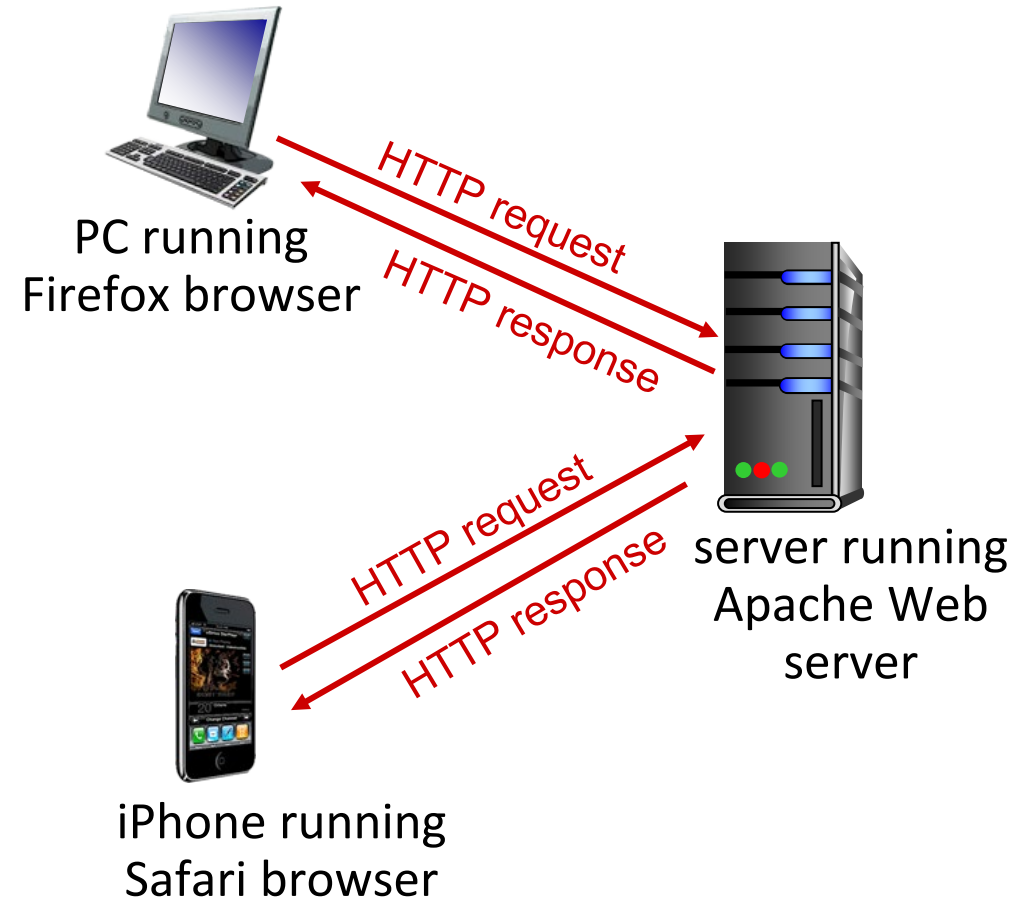 HTTP request
HTTP response
PC running
Firefox browser
HTTP request
HTTP response
server running
Apache Web
server
iPhone running
Safari browser